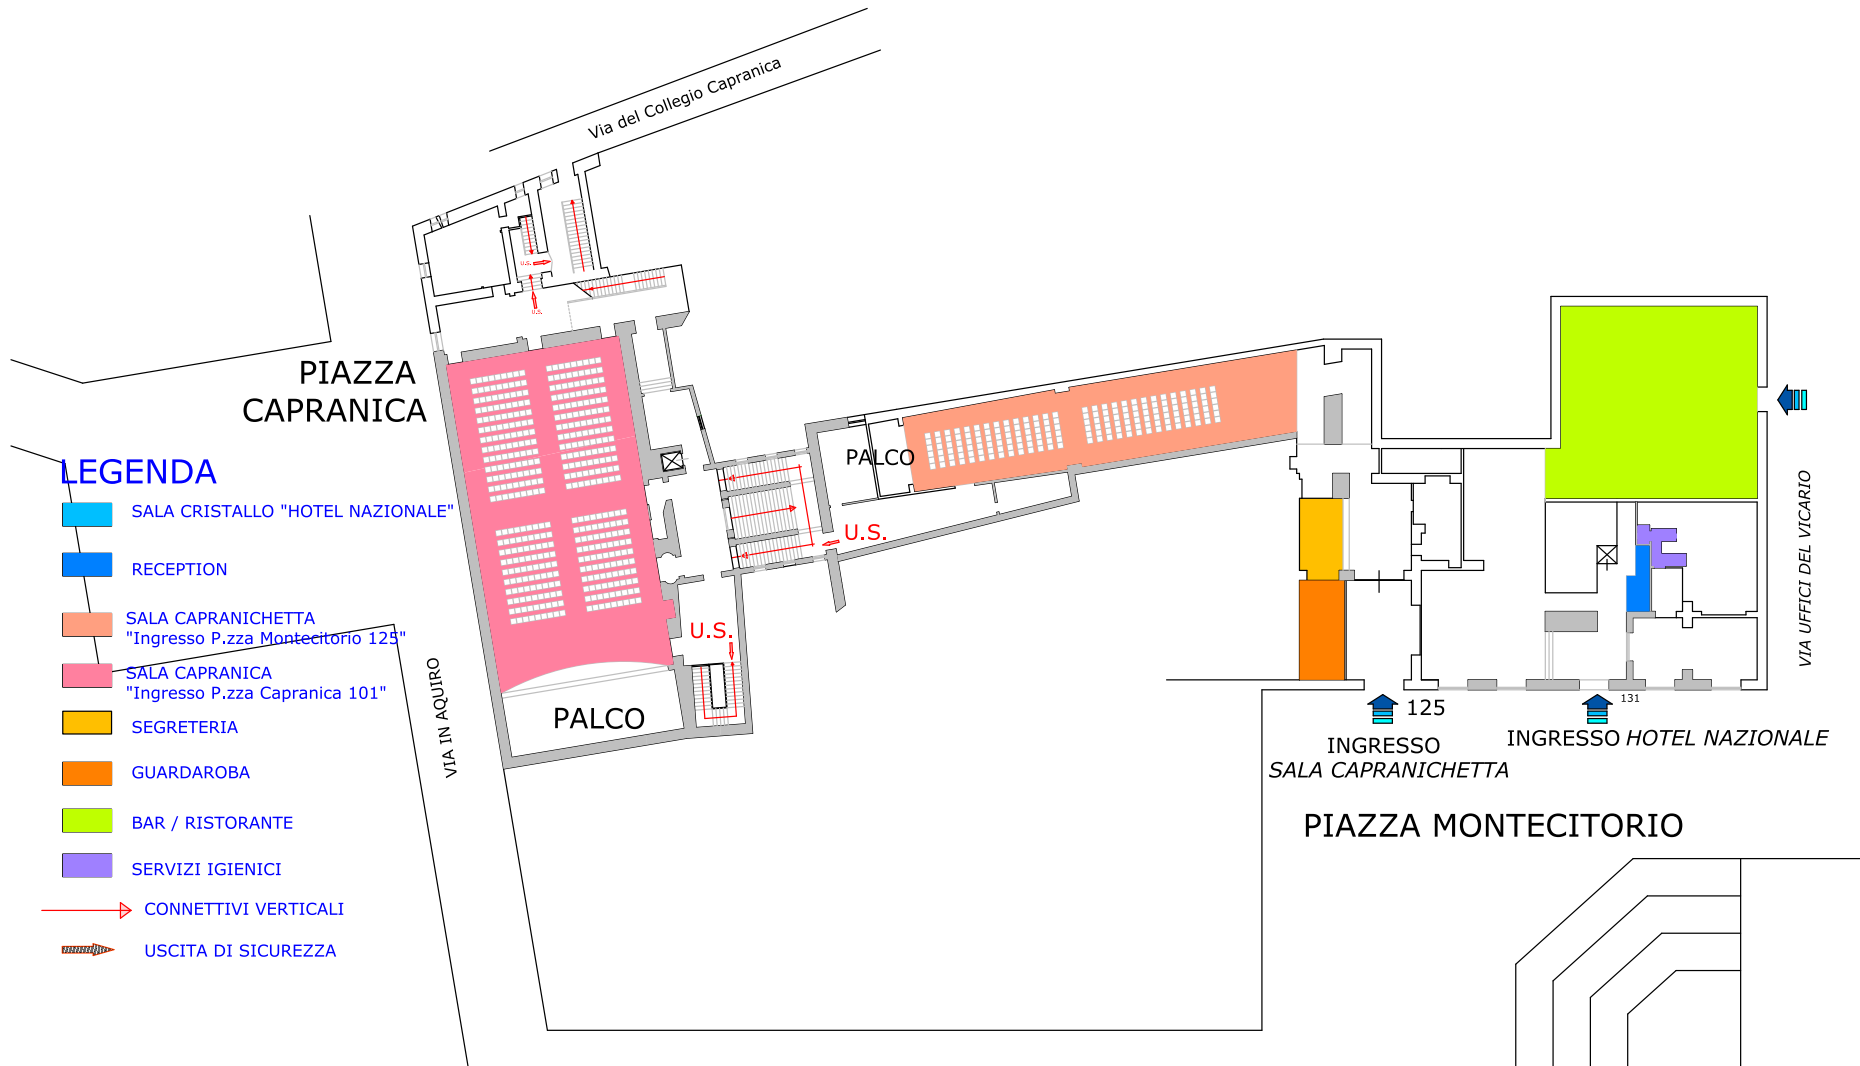 Via del Collegio Capranica
U.S.
U.S.
PIAZZA
CAPRANICA
PALCO
U.S.
U.S.
PALCO
VIA IN AQUIRO
VIA UFFICI DEL VICARIO
125
131
INGRESSO
SALA CAPRANICHETTA
INGRESSO HOTEL NAZIONALE
PIAZZA MONTECITORIO
LEGENDA
SALA CRISTALLO "HOTEL NAZIONALE"
RECEPTION
SALA CAPRANICHETTA
"Ingresso P.zza Montecitorio 125"
SALA CAPRANICA
"Ingresso P.zza Capranica 101"
SEGRETERIA
GUARDAROBA
BAR / RISTORANTE
SERVIZI IGIENICI
CONNETTIVI VERTICALI
USCITA DI SICUREZZA